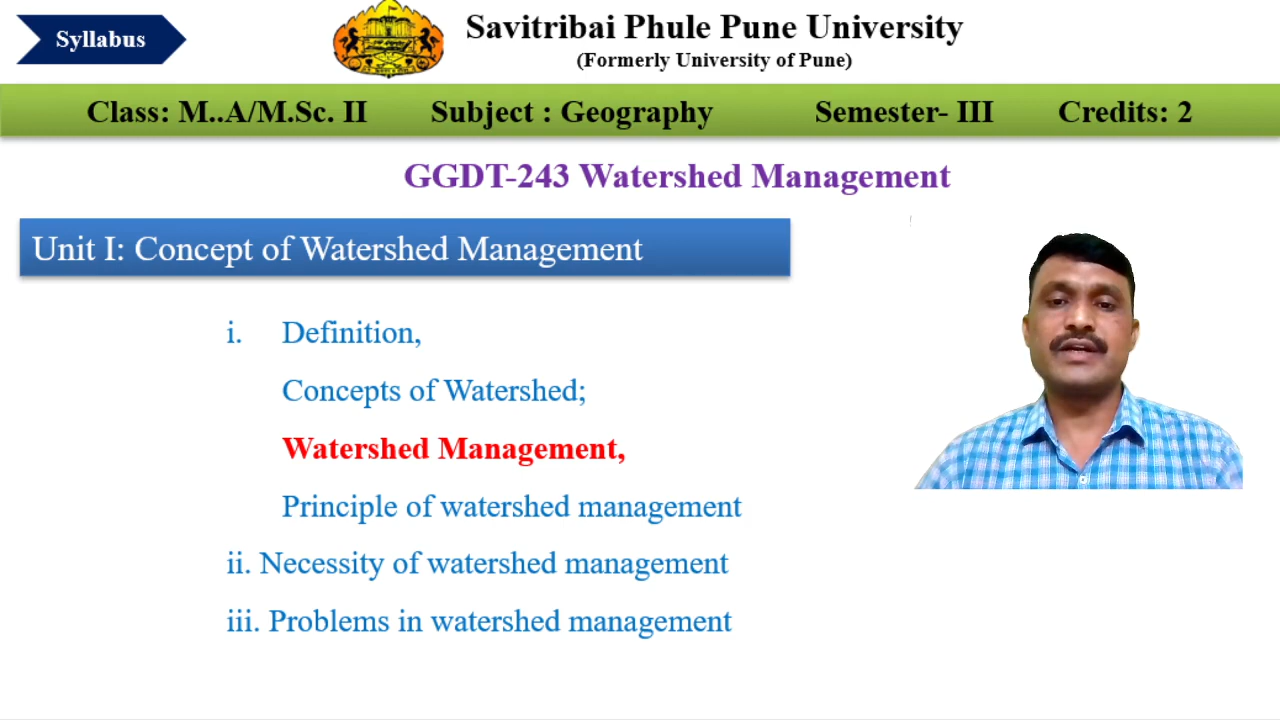 Syllabus
Savitribai Phule Pune University
(Formerly University of Pune)
Class: M..A/M.Sc. II Subject : Geography Semester- III Credits: 2
GGDT-243 Watershed Management
Unit I: Concept of Watershed Management
i. Definition,
Concepts of Watershed;
Watershed Management,
Principle of watershed management
ii. Necessity of watershed management
iii. Problems in watershed management